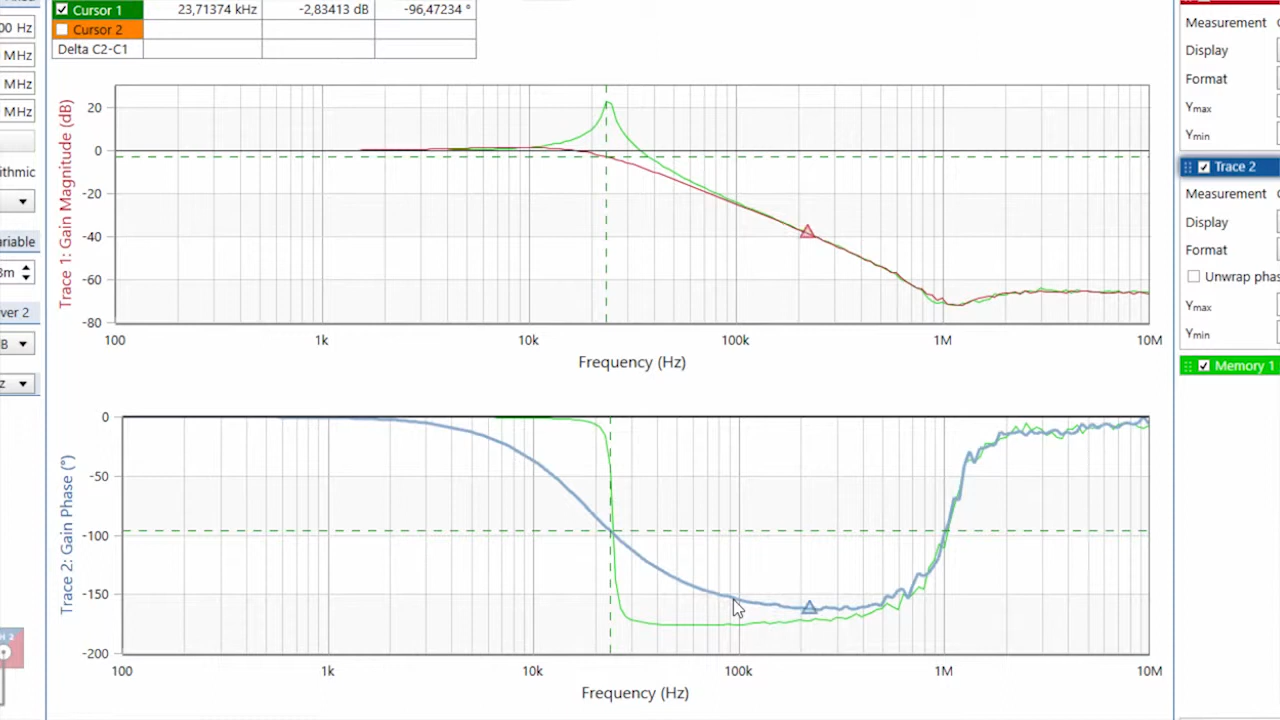 Cursor 1 23,71374 kHz -2,83413 dB -96,47234 °
Cursor 2
Delta C2-C1
00 Hz
MHz
MHz
MHz
ithmic
ariable
8m
ver 2
B
z
H 2
Trace 1: Gain Magnitude (dB)
20
0
-20
-40
-60
-80
100 1k 10k 100k 1M 10M
Frequency (Hz)
Trace 2: Gain Phase (°)
0
-50
-100
-150
-200
100 1k 10k 100k 1M 10M
Frequency (Hz)
Measurement
Display
Format
Ymax
Ymin
Trace 2
Measurement
Display
Format
Unwrap phas
Ymax
Ymin
Memory 1